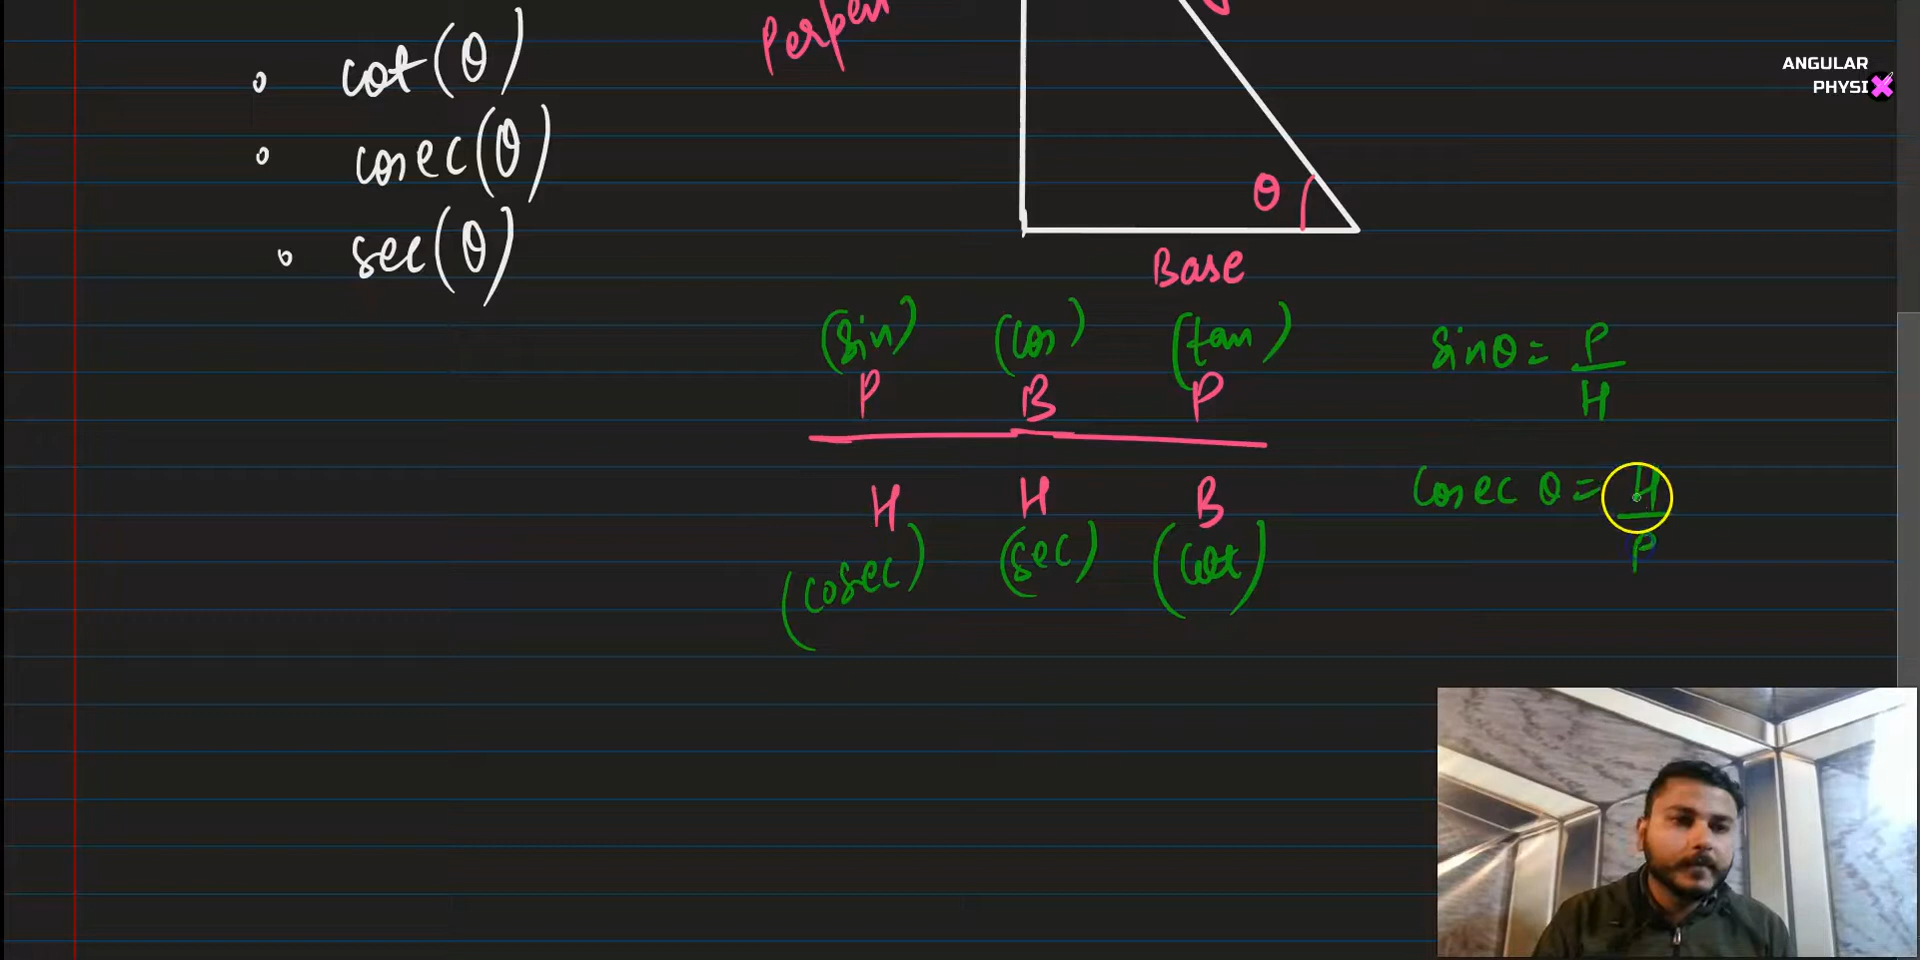 cot(θ)
cosec(θ)
sec(θ)
θ
Base
ANGULAR
PHYSI
(sin) (cos) (tan)
P B P
H H B
(cosec) (sec) (cot)
sinθ = P
H
Cosec θ = H
P